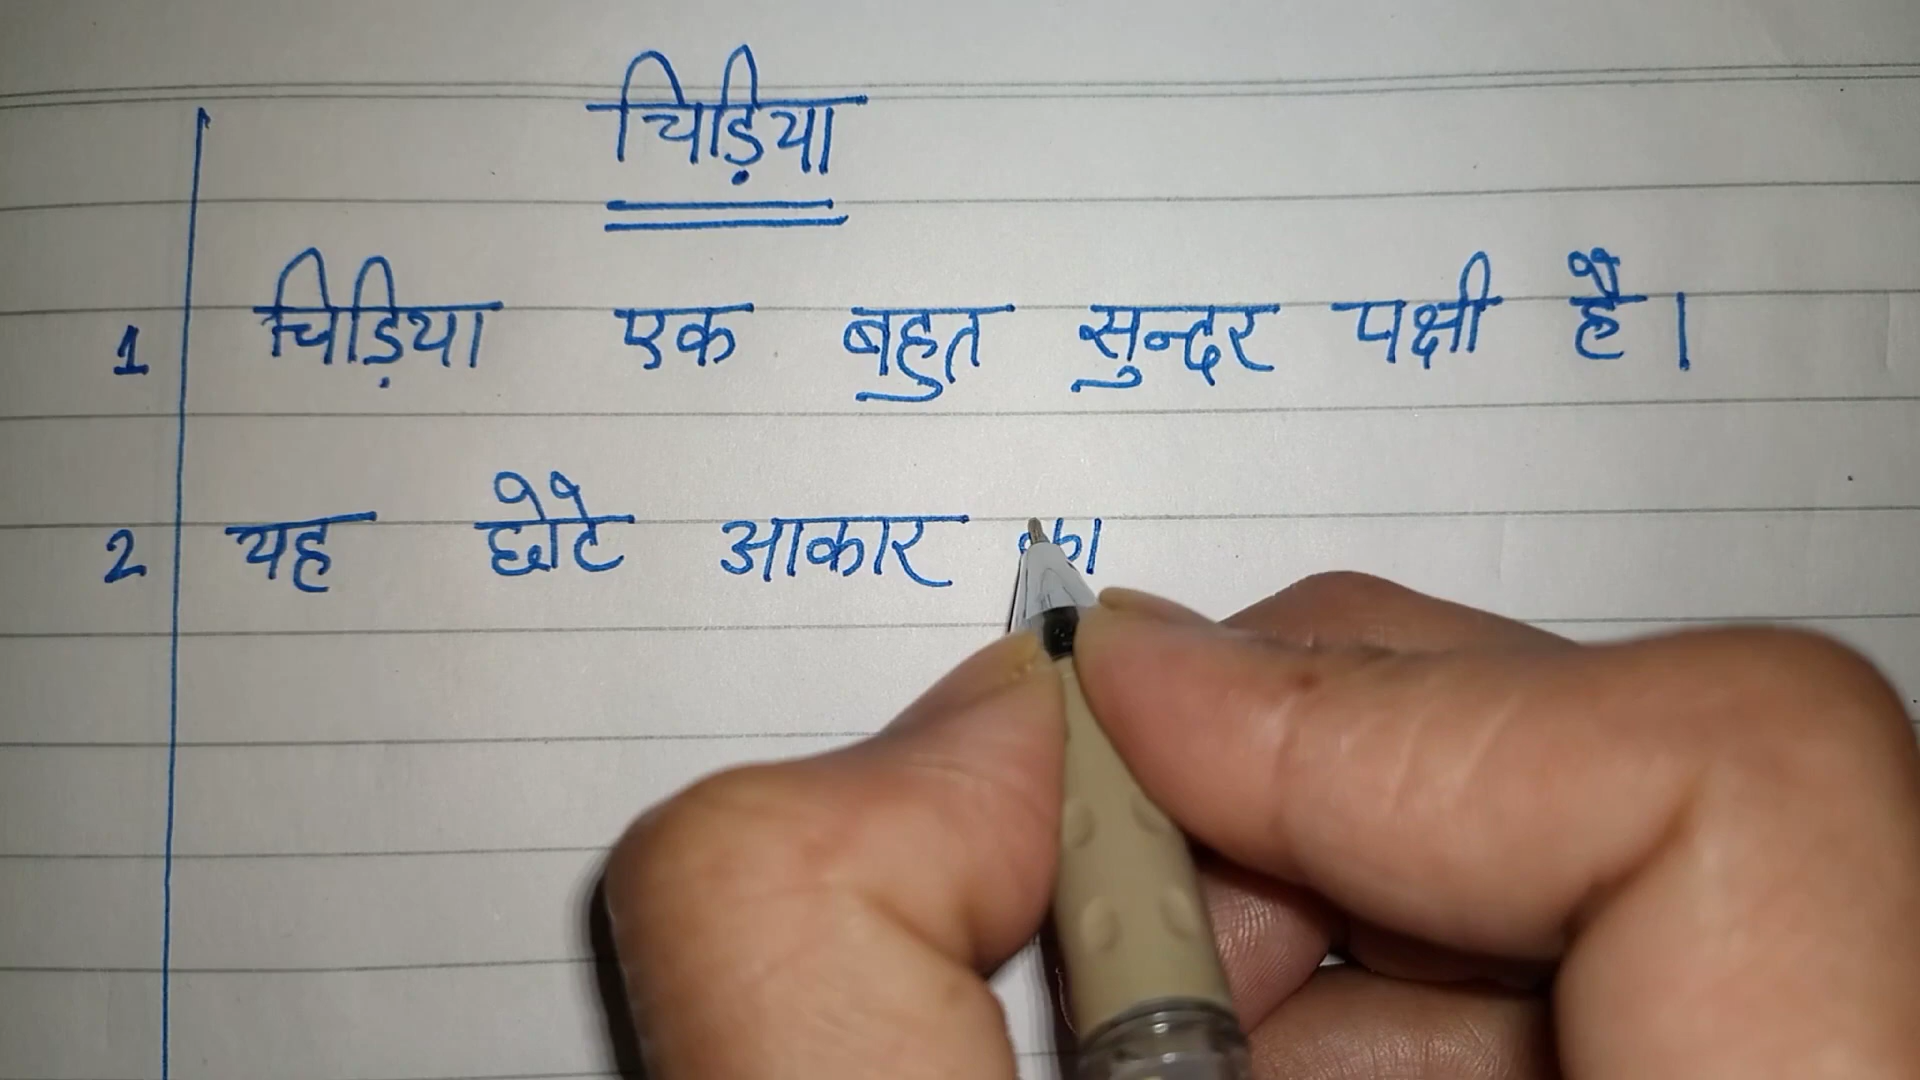 चिड़िया
1 चिड़िया एक बहुत सुन्दर पक्षी है।
2 यह छोटे आकार का